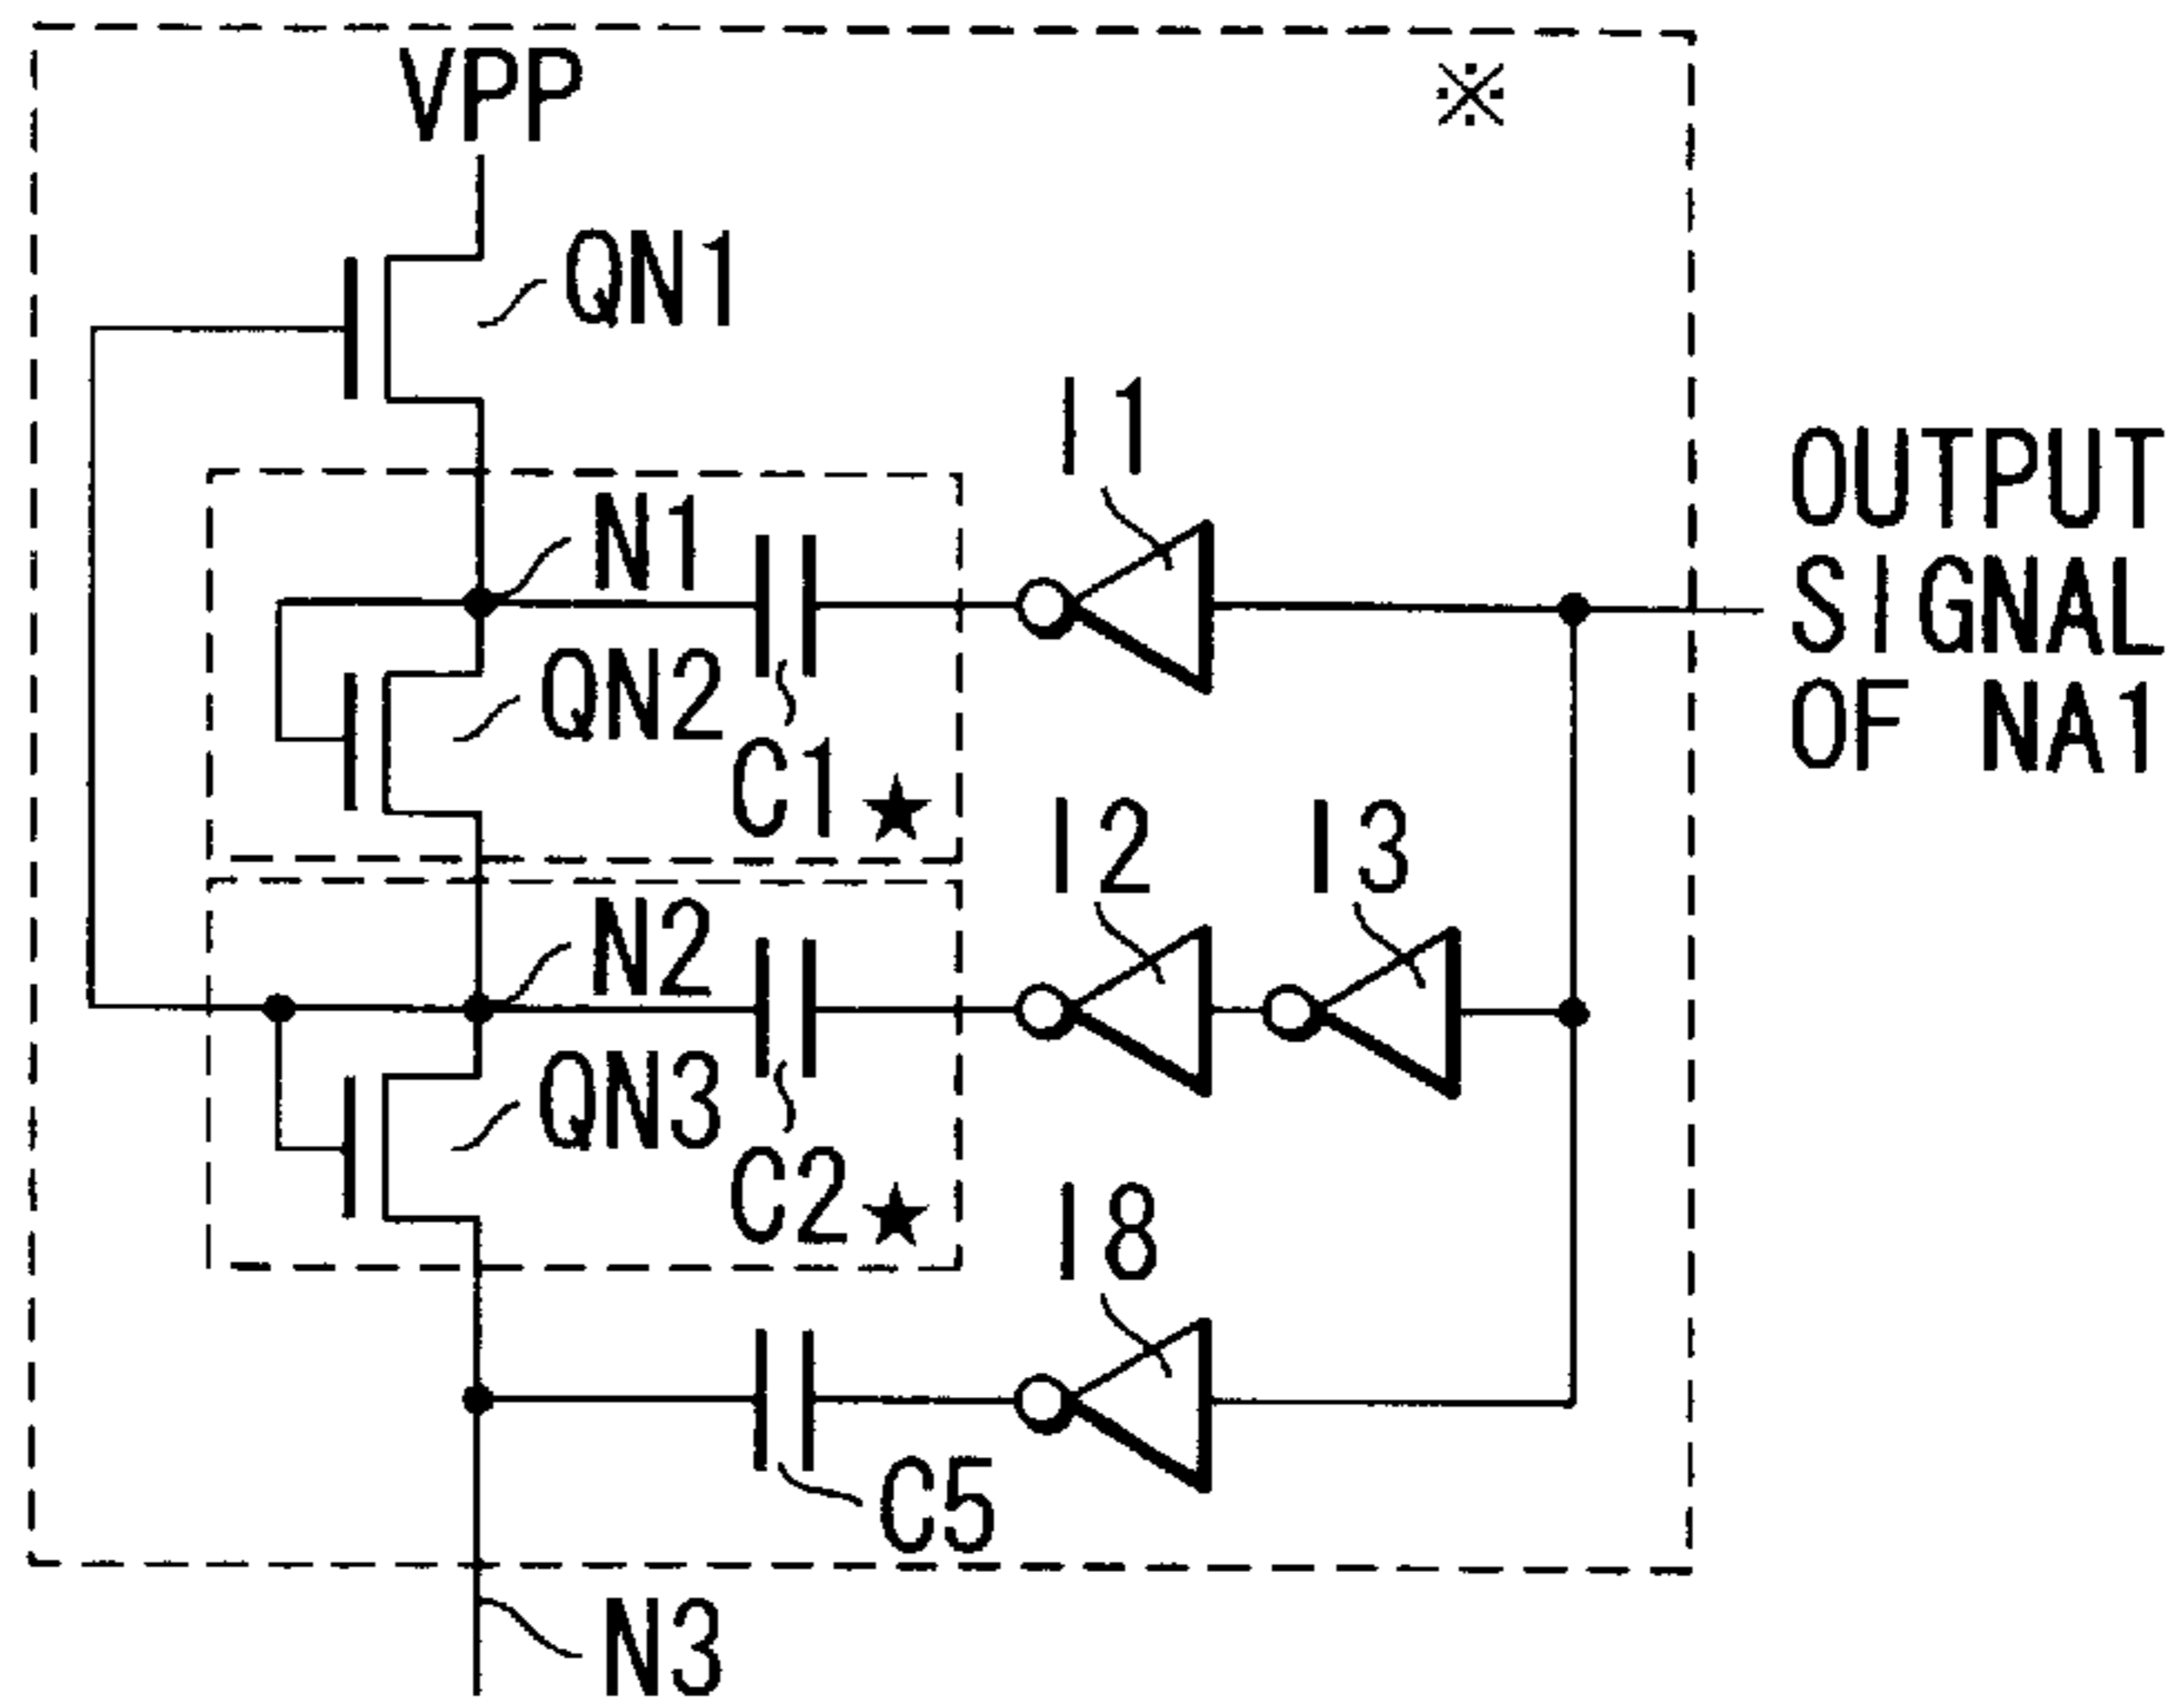 VPP
※
QN1
I1
OUTPUT
SIGNAL
OF NA1
N1
QN2
C1★
I2
I3
N2
QN3
C2★
I8
C5
N3